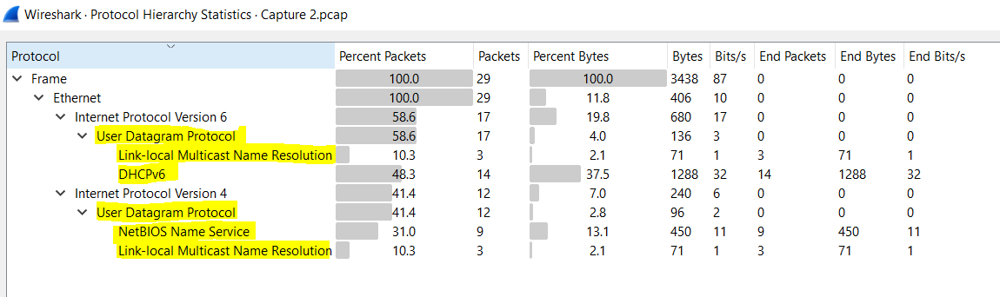 Wireshark · Protocol Hierarchy Statistics · Capture 2.pcap
Protocol Percent Packets Packets Percent Bytes Bytes Bits/s End Packets End Bytes End Bits/s
Frame 100.0 29 100.0 3438 87 0 0 0
Ethernet 100.0 29 11.8 406 10 0 0 0
Internet Protocol Version 6 58.6 17 19.8 680 17 0 0 0
User Datagram Protocol 58.6 17 4.0 136 3 0 0 0
Link-local Multicast Name Resolution 10.3 3 2.1 71 1 3 71 1
DHCPv6 48.3 14 37.5 1288 32 14 1288 32
Internet Protocol Version 4 41.4 12 7.0 240 6 0 0 0
User Datagram Protocol 41.4 12 2.8 96 2 0 0 0
NetBIOS Name Service 31.0 9 13.1 450 11 9 450 11
Link-local Multicast Name Resolution 10.3 3 2.1 71 1 3 71 1